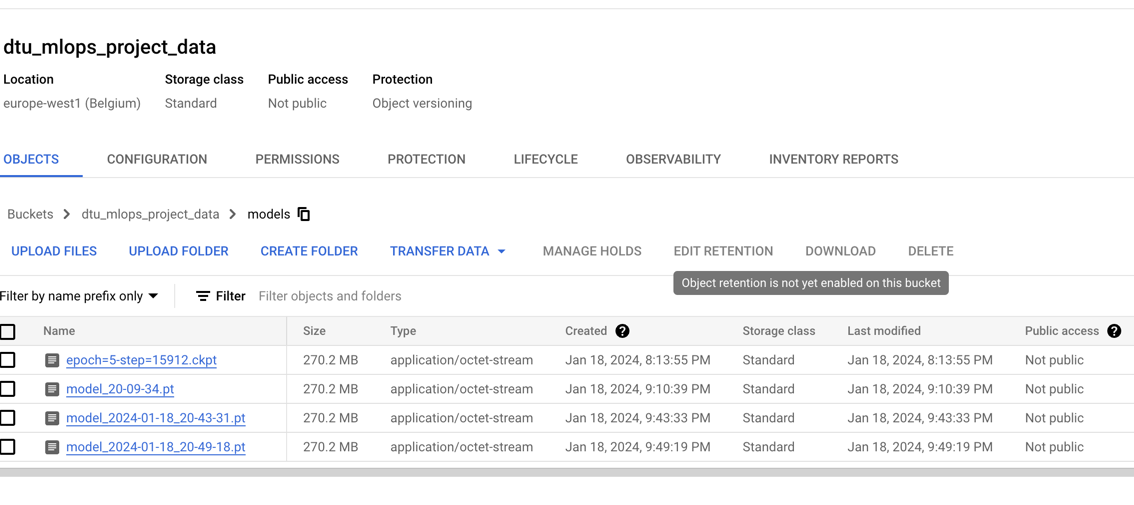 dtu_mlops_project_data
Location Storage class Public access Protection
europe-west1 (Belgium) Standard Not public Object versioning
OBJECTS CONFIGURATION PERMISSIONS PROTECTION LIFECYCLE OBSERVABILITY INVENTORY REPORTS
Buckets dtu_mlops_project_data models
UPLOAD FILES UPLOAD FOLDER CREATE FOLDER TRANSFER DATA MANAGE HOLDS EDIT RETENTION DOWNLOAD DELETE
Object retention is not yet enabled on this bucket
Filter by name prefix only Filter Filter objects and folders
Name Size Type Created ? Storage class Last modified Public access ?
epoch=5-step=15912.ckpt 270.2 MB application/octet-stream Jan 18, 2024, 8:13:55 PM Standard Jan 18, 2024, 8:13:55 PM Not public
model_20-09-34.pt 270.2 MB application/octet-stream Jan 18, 2024, 9:10:39 PM Standard Jan 18, 2024, 9:10:39 PM Not public
model_2024-01-18_20-43-31.pt 270.2 MB application/octet-stream Jan 18, 2024, 9:43:33 PM Standard Jan 18, 2024, 9:43:33 PM Not public
model_2024-01-18_20-49-18.pt 270.2 MB application/octet-stream Jan 18, 2024, 9:49:19 PM Standard Jan 18, 2024, 9:49:19 PM Not public